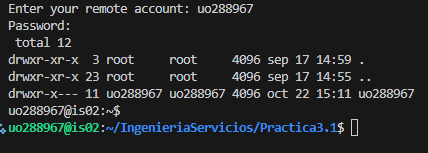 Enter your remote account: uo288967
Password:
 total 12
drwxr-xr-x  3 root     root     4096 sep 17 14:59 .
drwxr-xr-x 23 root     root     4096 sep 17 14:55 ..
drwxr-x--- 11 uo288967 uo288967 4096 oct 22 15:11 uo288967
uo288967@is02:~$
uo288967@is02:~/IngenieriaServicios/Practica3.1$